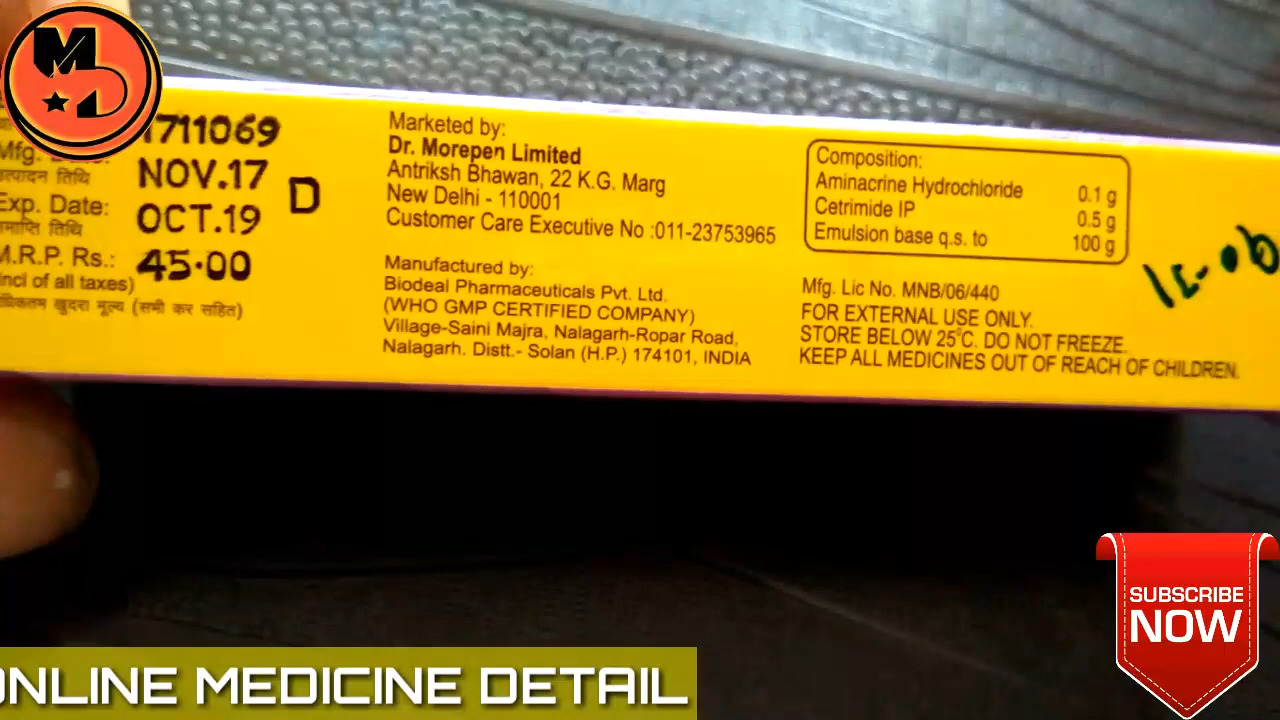 MD
1711069
Mfg.
उत्पादन तिथि
NOV.17
D
Exp. Date:
समाप्ति तिथि
OCT.19
M.R.P. Rs.:
45.00
(incl of all taxes)
अधिकतम खुदरा मूल्य (सभी कर सहित)
Marketed by:
Dr. Morepen Limited
Antriksh Bhawan, 22 K.G. Marg
New Delhi - 110001
Customer Care Executive No :011-23753965
Manufactured by:
Biodeal Pharmaceuticals Pvt. Ltd.
(WHO GMP CERTIFIED COMPANY)
Village-Saini Majra, Nalagarh-Ropar Road,
Nalagarh. Distt.- Solan (H.P.) 174101, INDIA
Composition:
Aminacrine Hydrochloride 0.1 g
Cetrimide IP 0.5 g
Emulsion base q.s. to 100 g
Mfg. Lic No. MNB/06/440
FOR EXTERNAL USE ONLY.
STORE BELOW 25°C. DO NOT FREEZE.
KEEP ALL MEDICINES OUT OF REACH OF CHILDREN.
SUBSCRIBE
NOW
ONLINE MEDICINE DETAIL